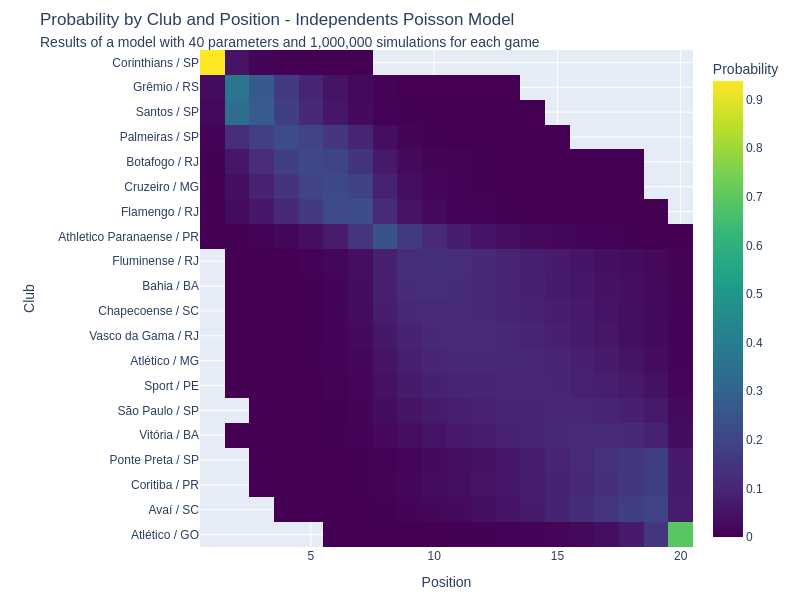 Probability by Club and Position - Independents Poisson Model
Results of a model with 40 parameters and 1,000,000 simulations for each game
Probability
Corinthians / SP
Grêmio / RS
Santos / SP
Palmeiras / SP
Botafogo / RJ
Cruzeiro / MG
Flamengo / RJ
Athletico Paranaense / PR
Fluminense / RJ
Bahia / BA
Chapecoense / SC
Vasco da Gama / RJ
Atlético / MG
Sport / PE
São Paulo / SP
Vitória / BA
Ponte Preta / SP
Coritiba / PR
Avaí / SC
Atlético / GO
Club
5
10
15
20
Position
0.9
0.8
0.7
0.6
0.5
0.4
0.3
0.2
0.1
0